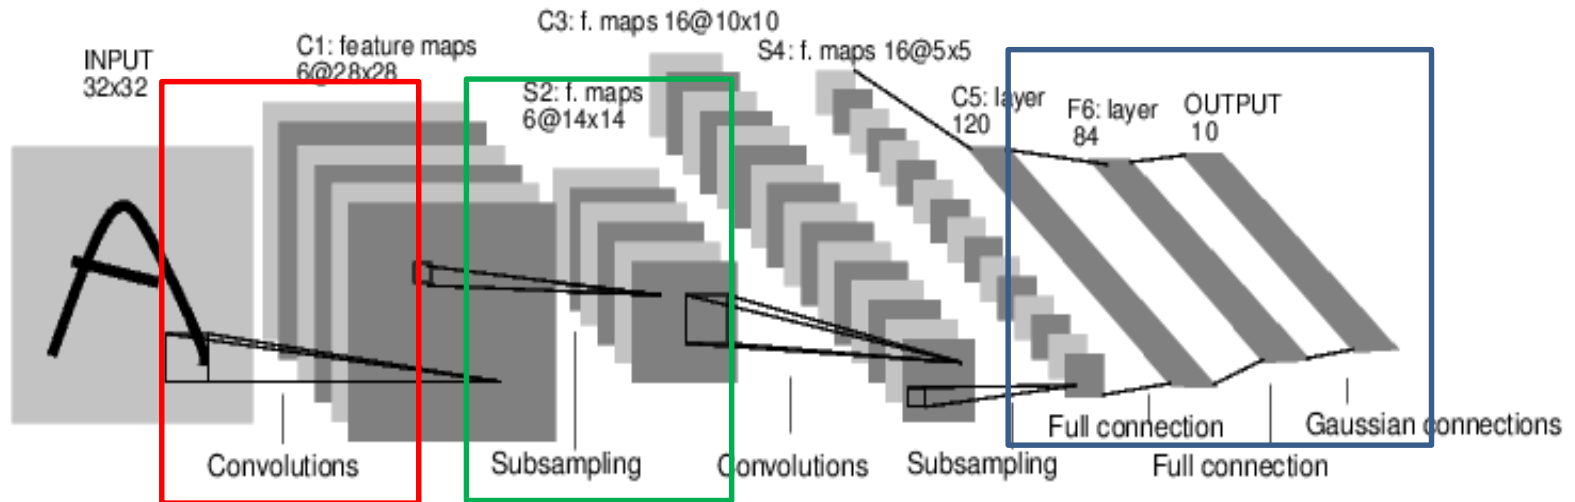 INPUT
32x32
C1: feature maps
6@28x28
S2: f. maps
6@14x14
C3: f. maps 16@10x10
S4: f. maps 16@5x5
C5: layer
120
F6: layer
84
OUTPUT
10
Convolutions
Subsampling
Convolutions
Subsampling
Full connection
Full connection
Gaussian connections